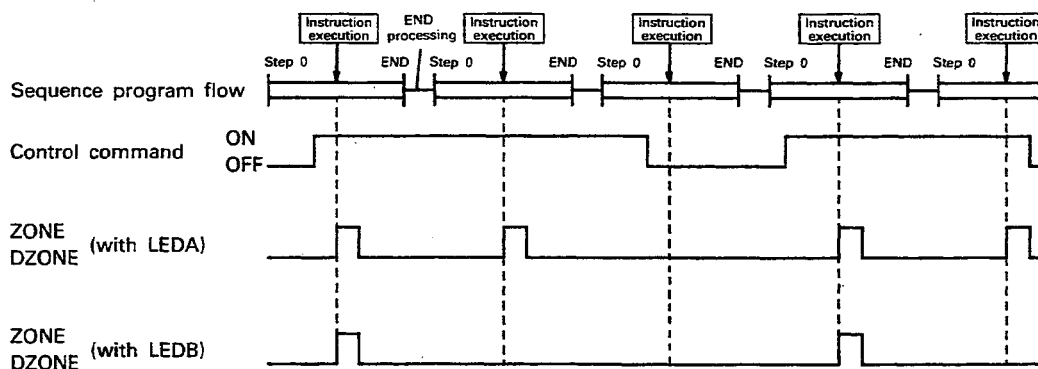 Instruction execution
END processing
Instruction execution
Instruction execution
Instruction execution
Instruction execution
Step 0 END Step 0 END Step 0 END Step 0 END Step 0
Sequence program flow
Control command ON
OFF
ZONE
DZONE (with LEDA)
ZONE
DZONE (with LEDB)